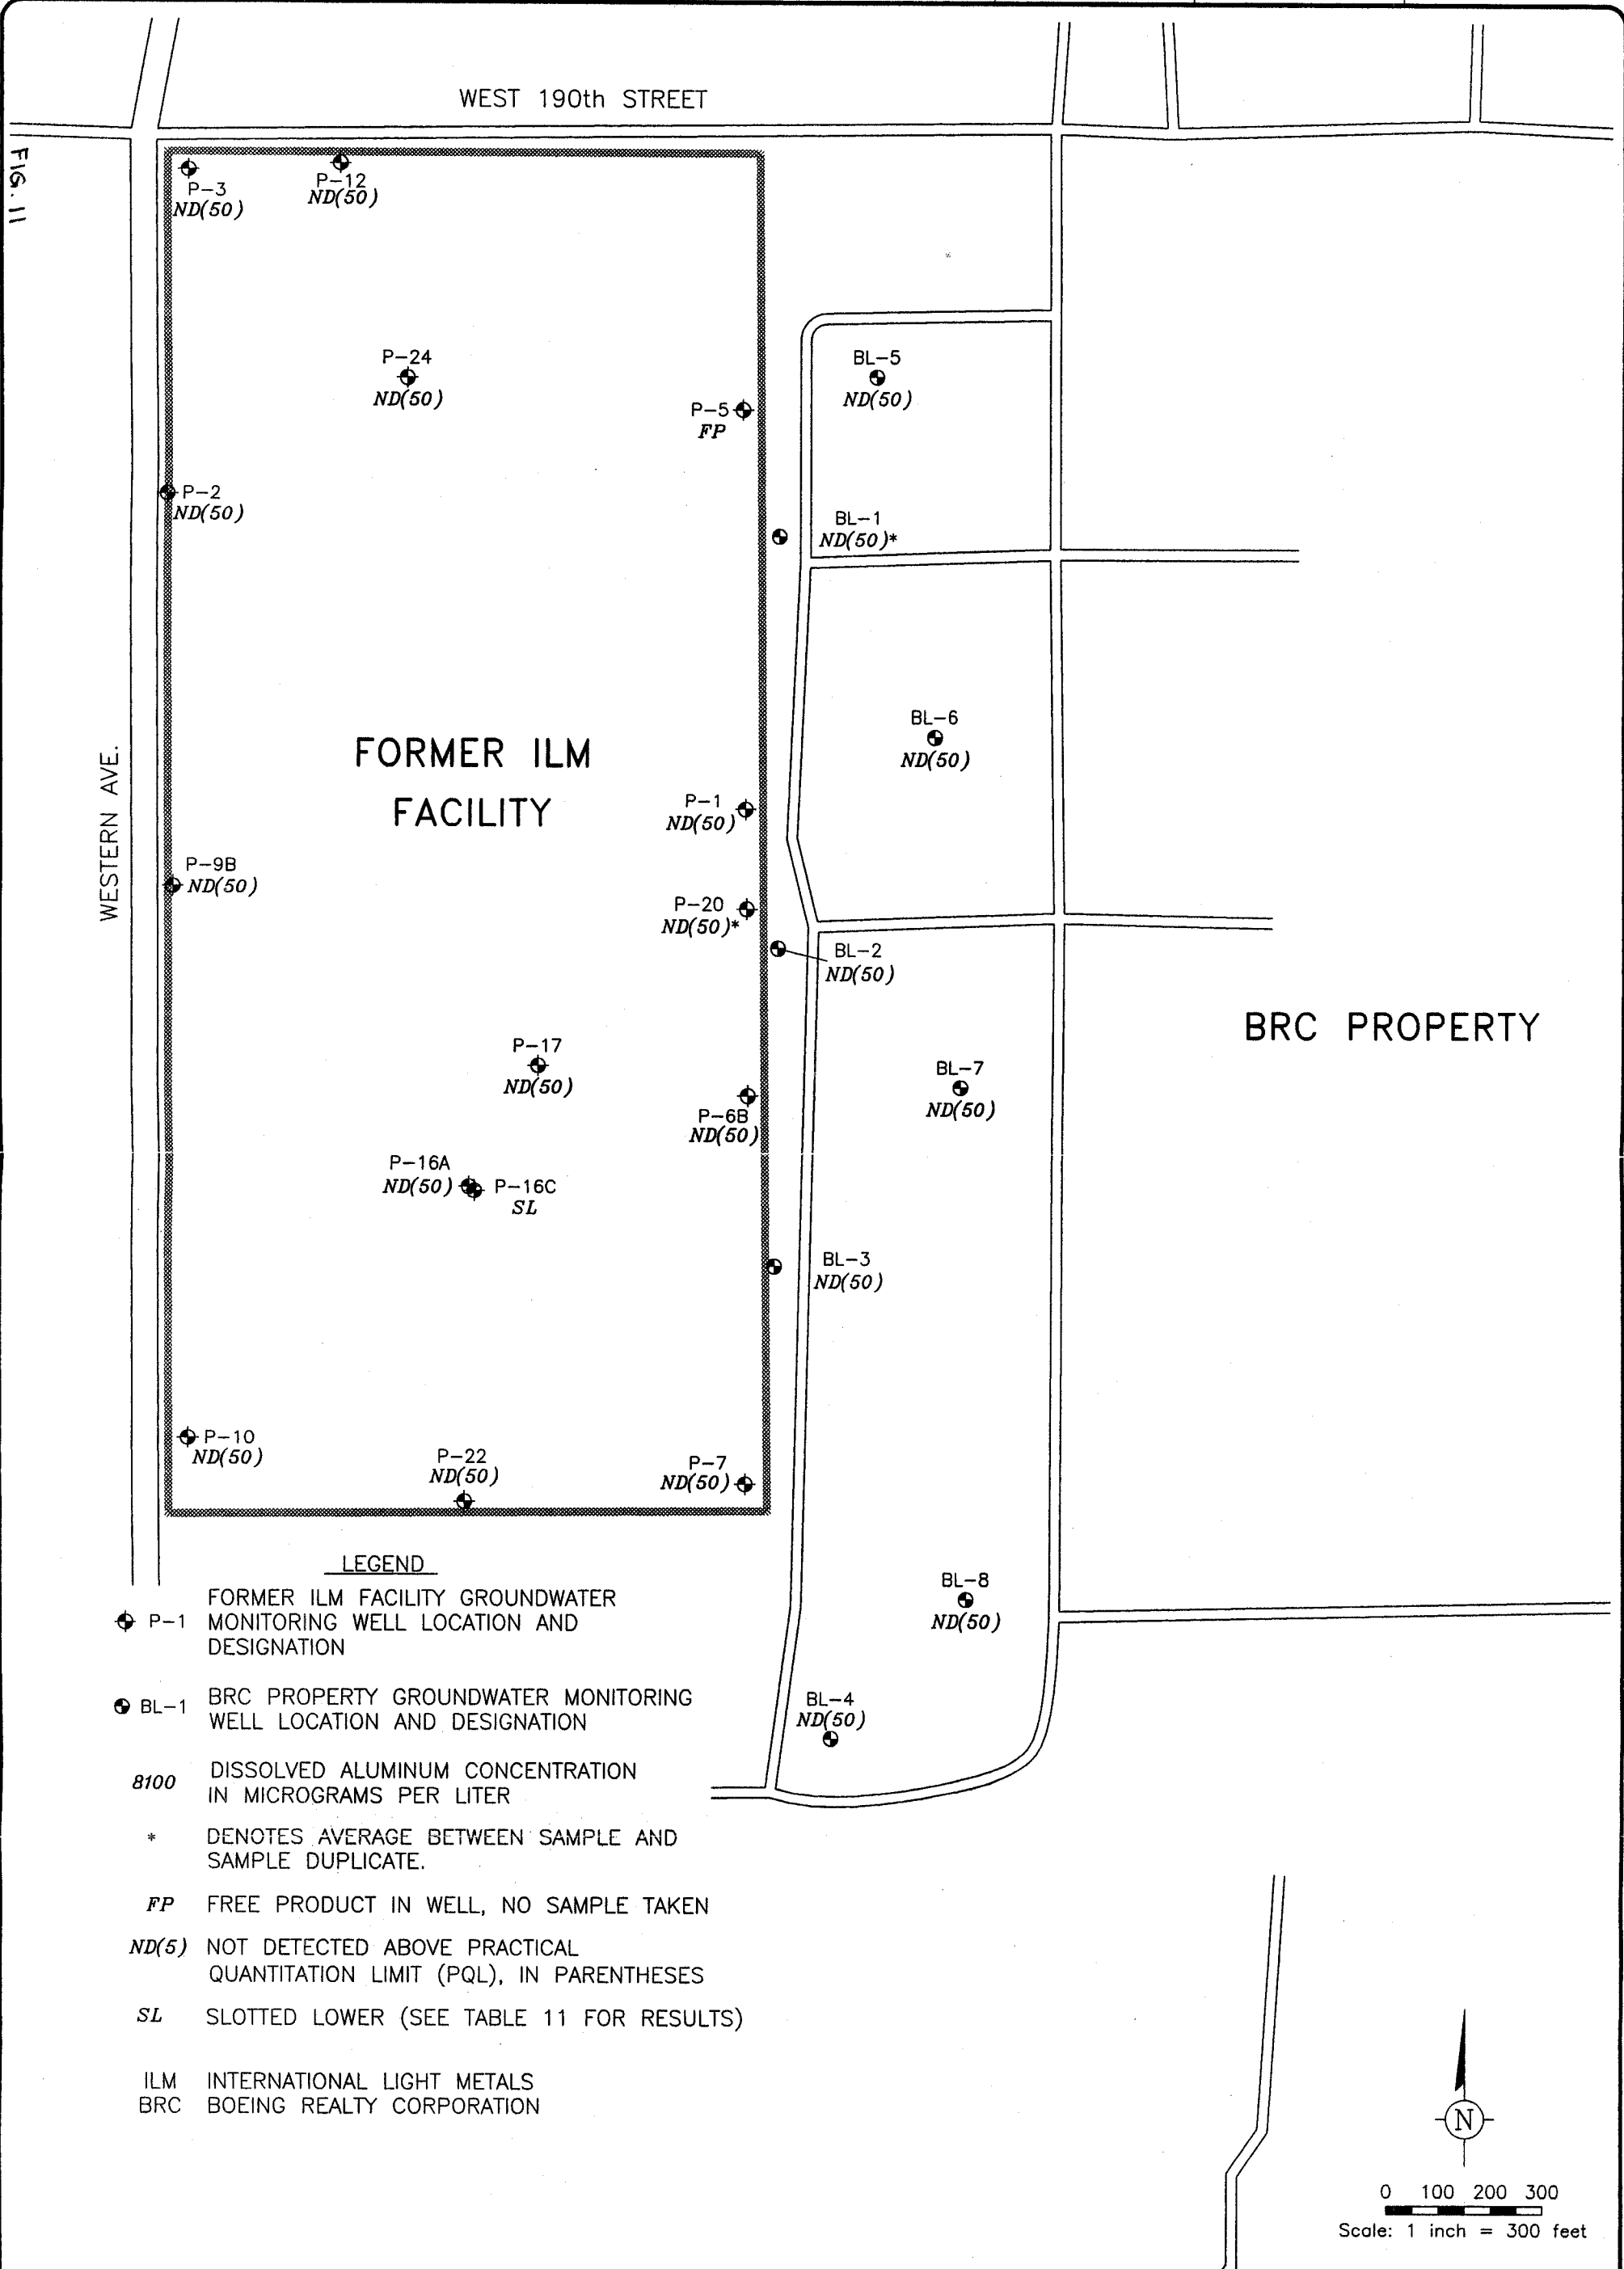 WEST 190th STREET
FIG. 11
P-3
ND(50)
P-12
ND(50)
P-24
ND(50)
P-5
FP
BL-5
ND(50)
P-2
ND(50)
BL-1
ND(50)*
FORMER ILM
FACILITY
WESTERN AVE.
BL-6
ND(50)
P-1
ND(50)
P-9B
ND(50)
P-20
ND(50)*
BL-2
ND(50)
BRC PROPERTY
P-17
ND(50)
BL-7
ND(50)
P-6B
ND(50)
P-16A
ND(50)
P-16C
SL
BL-3
ND(50)
P-10
ND(50)
P-22
ND(50)
P-7
ND(50)
BL-8
ND(50)
BL-4
ND(50)
LEGEND
P-1 FORMER ILM FACILITY GROUNDWATER
MONITORING WELL LOCATION AND
DESIGNATION
BL-1 BRC PROPERTY GROUNDWATER MONITORING
WELL LOCATION AND DESIGNATION
8100 DISSOLVED ALUMINUM CONCENTRATION
IN MICROGRAMS PER LITER
* DENOTES AVERAGE BETWEEN SAMPLE AND
SAMPLE DUPLICATE.
FP FREE PRODUCT IN WELL, NO SAMPLE TAKEN
ND(5) NOT DETECTED ABOVE PRACTICAL
QUANTITATION LIMIT (PQL), IN PARENTHESES
SL SLOTTED LOWER (SEE TABLE 11 FOR RESULTS)
ILM INTERNATIONAL LIGHT METALS
BRC BOEING REALTY CORPORATION
N
0 100 200 300
Scale: 1 inch = 300 feet